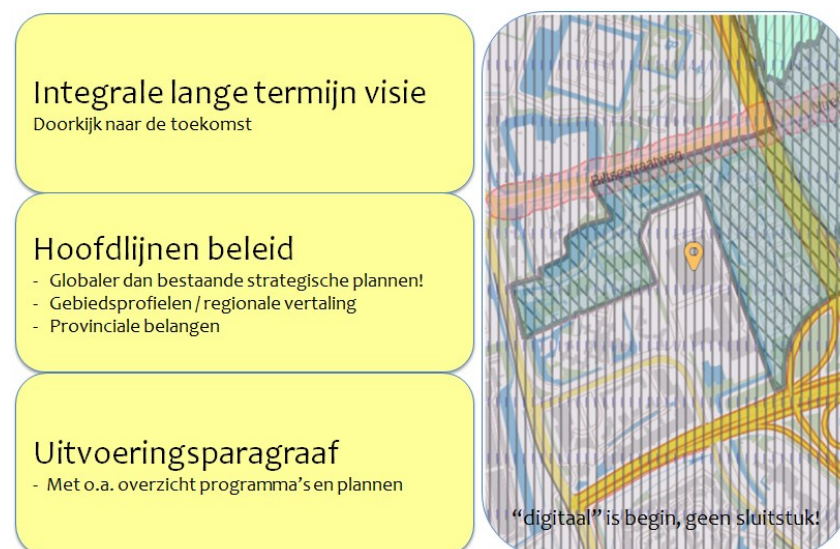 Integrale lange termijn visie
Doorkijk naar de toekomst
Hoofdlijnen beleid
- Globaler dan bestaande strategische plannen!
- Gebiedsprofielen / regionale vertaling
- Provinciale belangen
Uitvoeringsparagraaf
- Met o.a. overzicht programma's en plannen
Biltsestraatweg
“digitaal” is begin, geen sluitstuk!